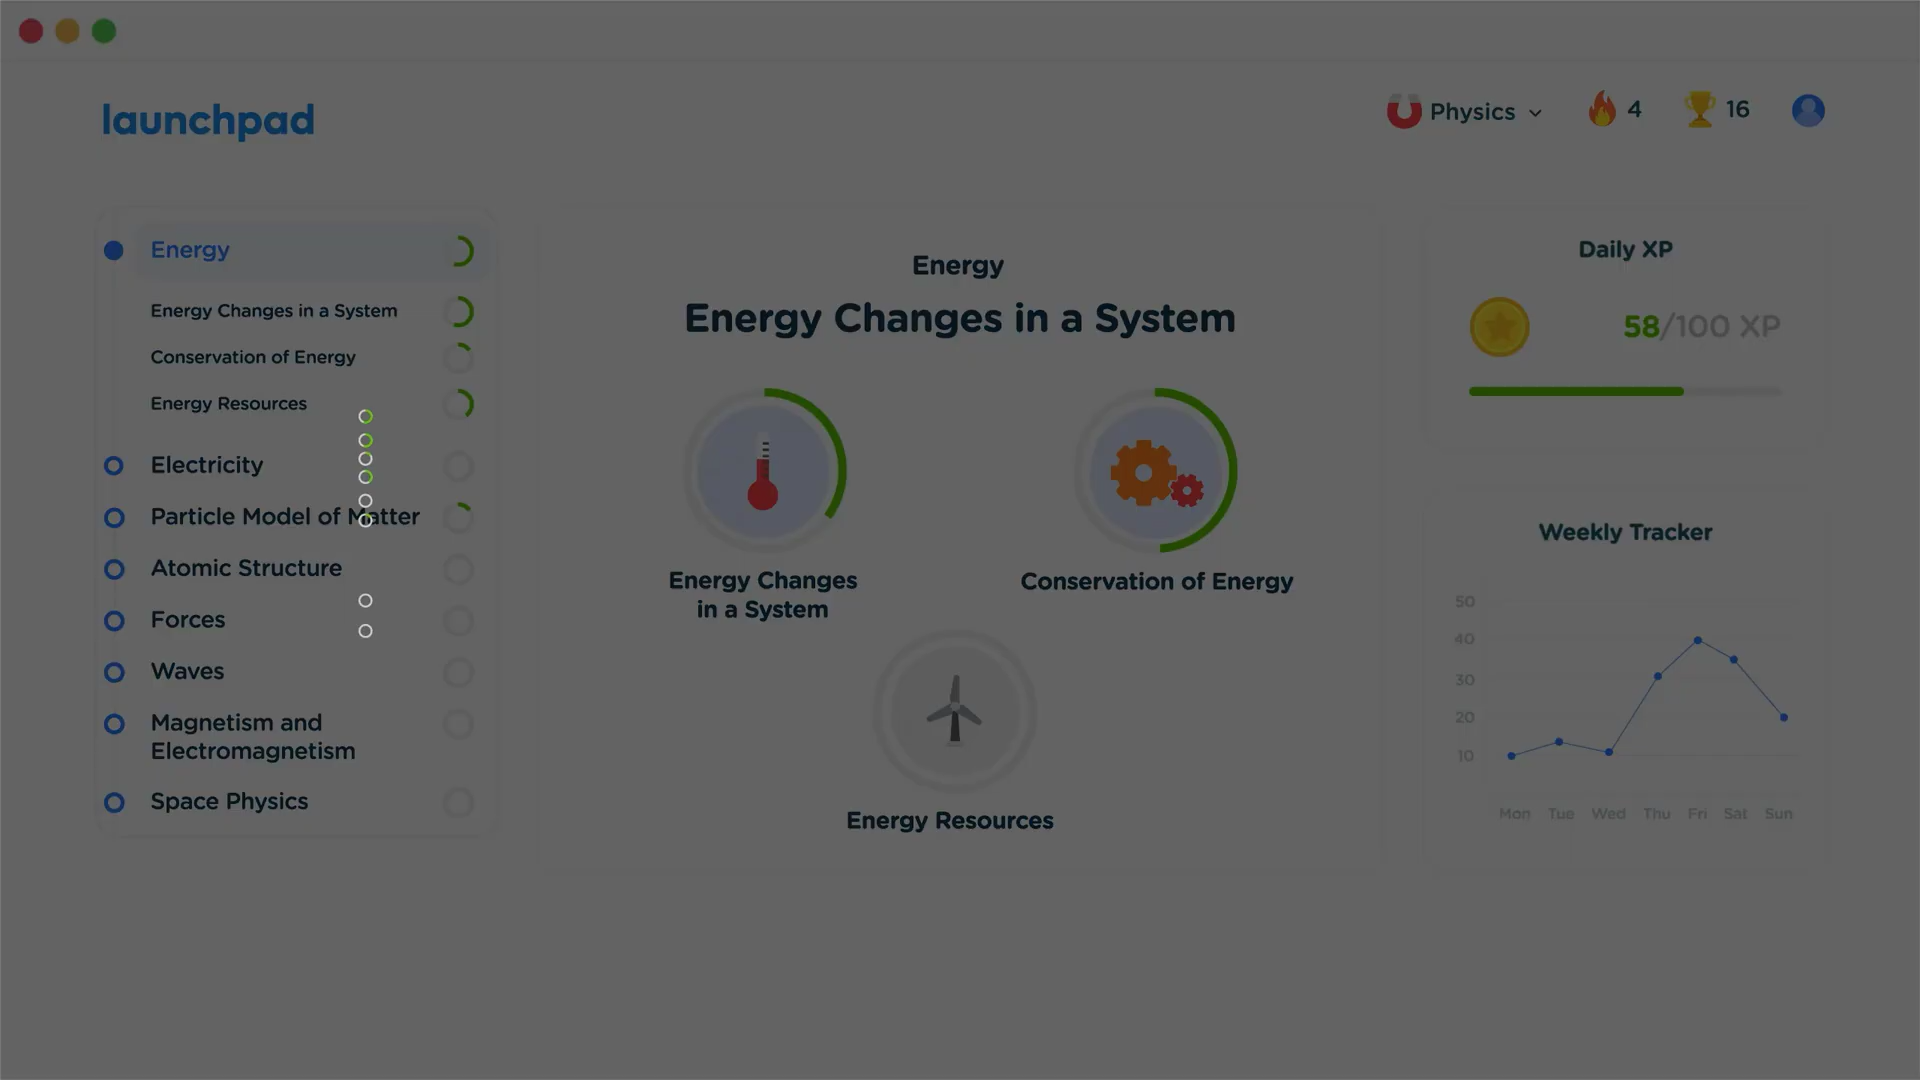 launchpad
Physics
4
16
Energy
Energy Changes in a System
Conservation of Energy
Energy Resources
Electricity
Particle Model of Matter
Atomic Structure
Forces
Waves
Magnetism and
Electromagnetism
Space Physics
Energy
Energy Changes in a System
Energy Changes
in a System
Conservation of Energy
Energy Resources
Daily XP
58/100 XP
Weekly Tracker
50
40
30
20
10
Mon Tue Wed Thu Fri Sat Sun